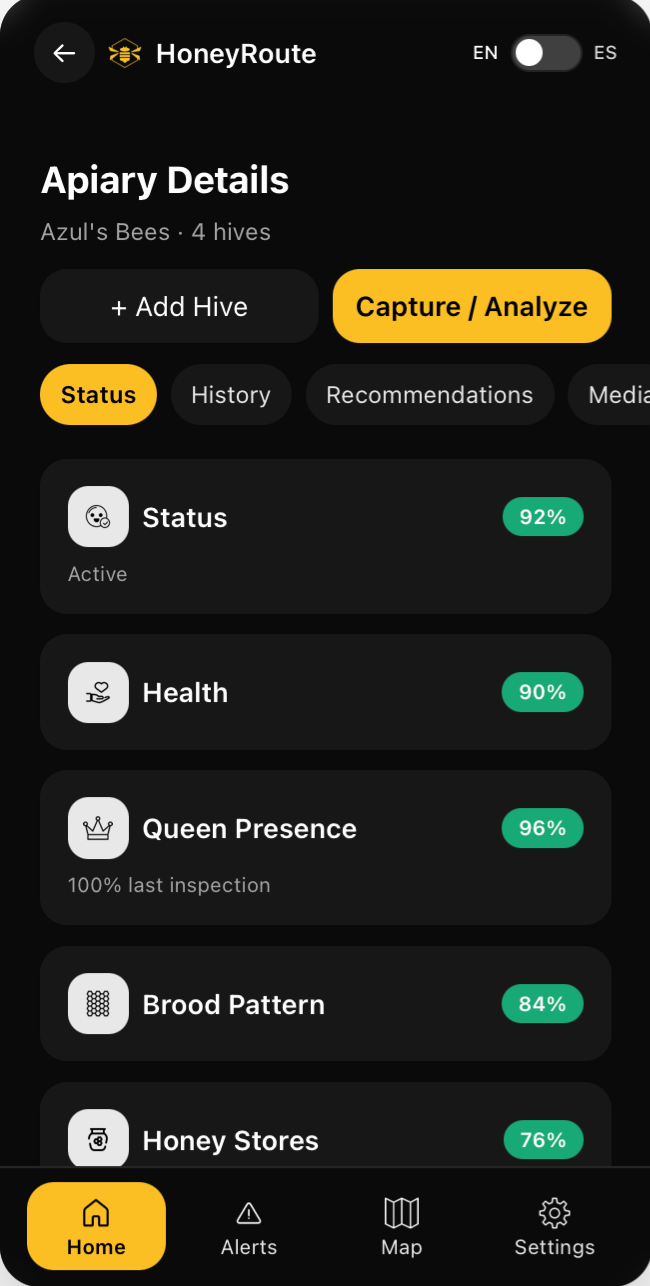 HoneyRoute
EN ES
Apiary Details
Azul's Bees · 4 hives
+ Add Hive
Capture / Analyze
Status
History
Recommendations
Media
Status
92%
Active
Health
90%
Queen Presence
96%
100% last inspection
Brood Pattern
84%
Honey Stores
76%
Home
Alerts
Map
Settings